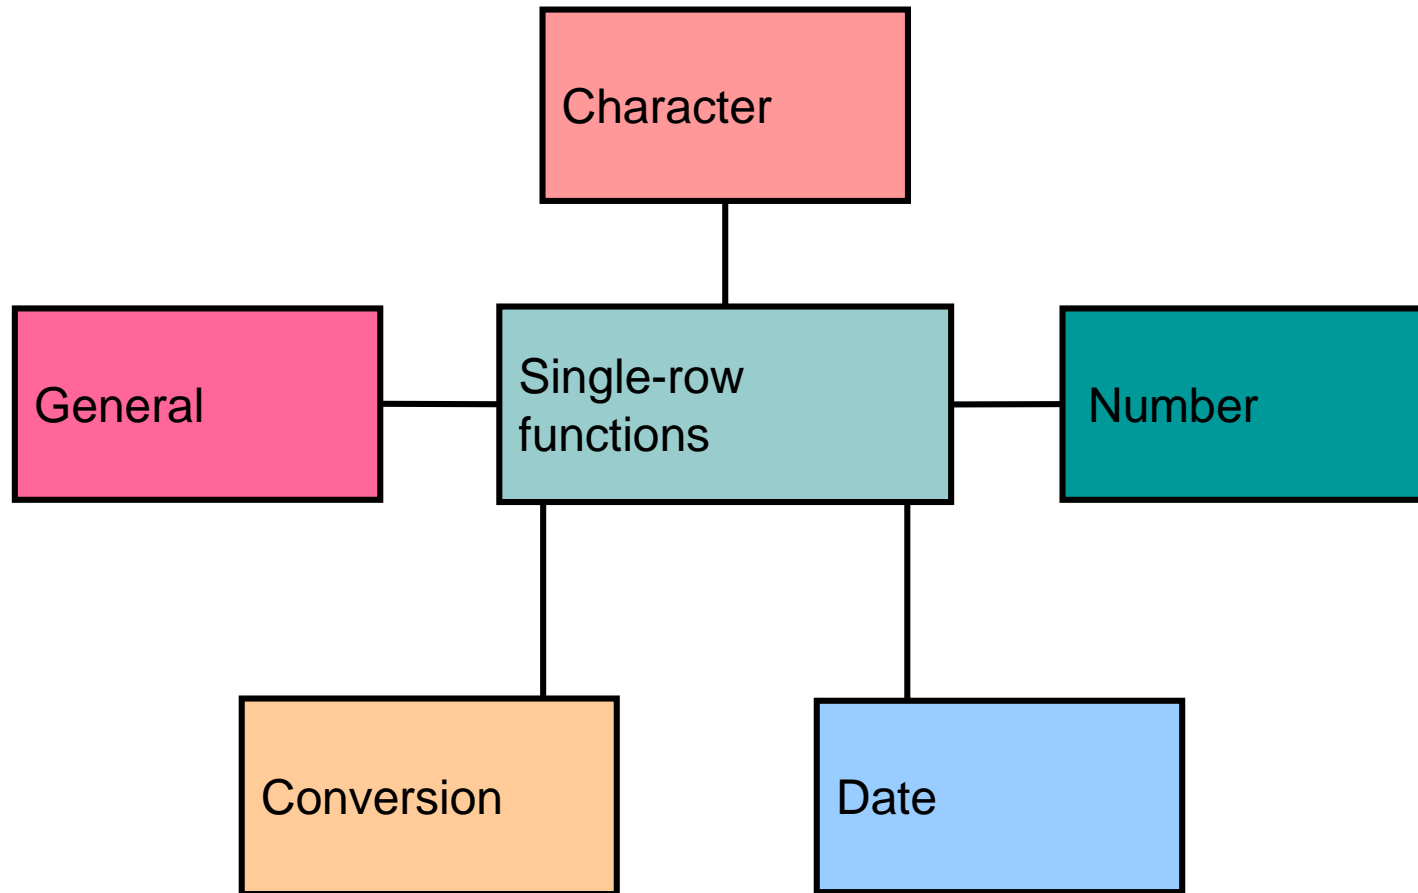 Character
General
Single-row
functions
Number
Conversion
Date